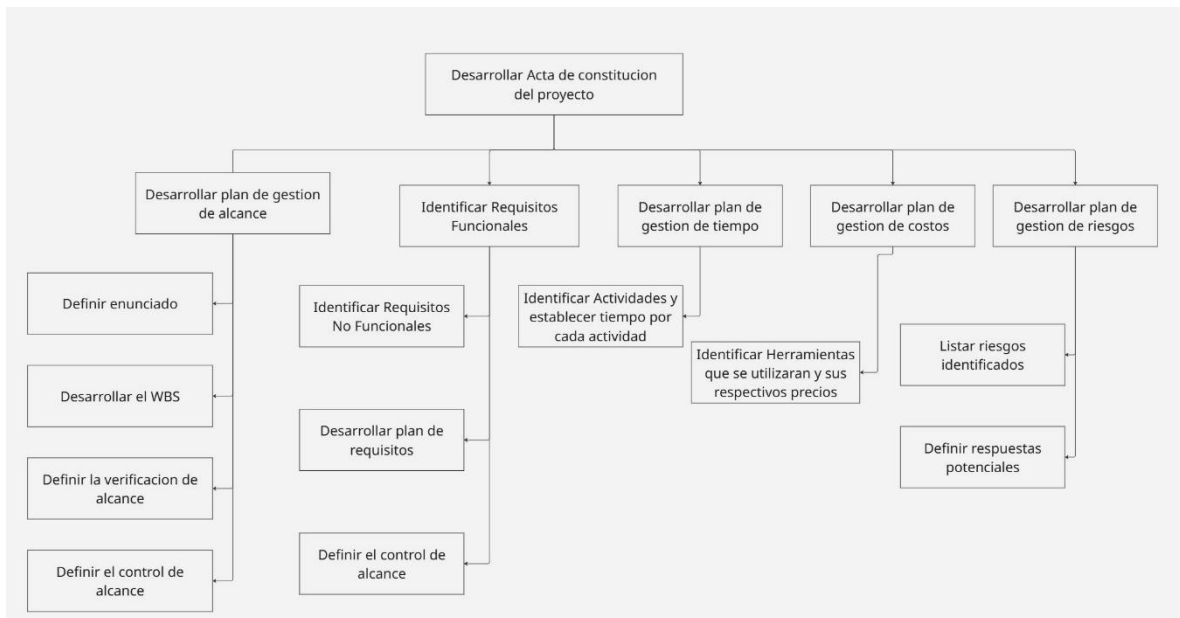 Desarrollar Acta de constitucion
del proyecto
Desarrollar plan de gestion
de alcance
Identificar Requisitos
Funcionales
Desarrollar plan de
gestion de tiempo
Desarrollar plan de
gestion de costos
Desarrollar plan de
gestion de riesgos
Definir enunciado
Desarrollar el WBS
Definir la verificacion de
alcance
Definir el control de
alcance
Identificar Requisitos
No Funcionales
Desarrollar plan de
requisitos
Definir el control de
alcance
Identificar Actividades y
establecer tiempo por
cada actividad
Identificar Herramientas
que se utilizaran y sus
respectivos precios
Listar riesgos
identificados
Definir respuestas
potenciales